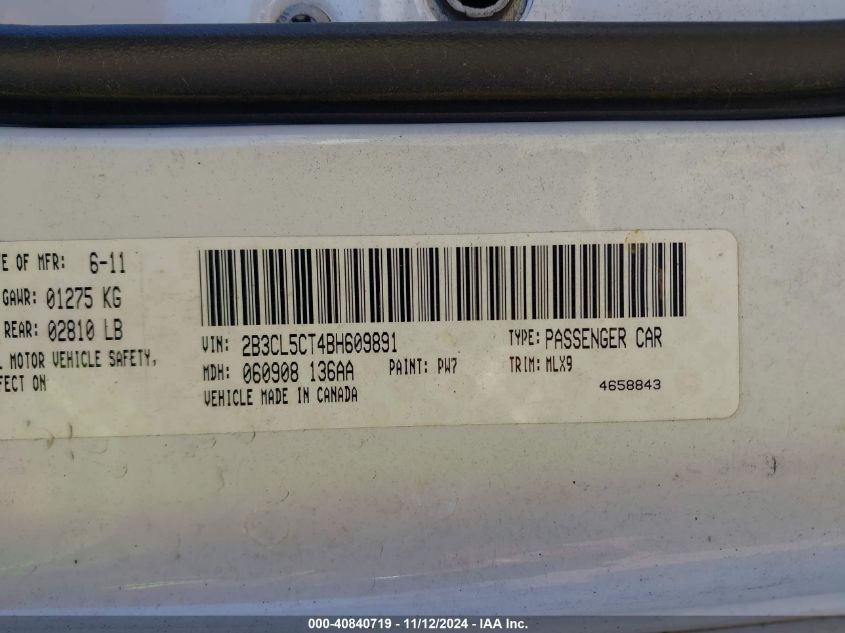 E OF MFR: 6-11
GAWR: 01275 KG
REAR: 02810 LB
MOTOR VEHICLE SAFETY,
FECT ON
VIN: 2B3CL5CT4BH609891 TYPE: PASSENGER CAR
MDH: 060908 136AA PAINT: PW7 TRIM: MLX9
VEHICLE MADE IN CANADA
4658843
000-40840719 - 11/12/2024 - IAA Inc.